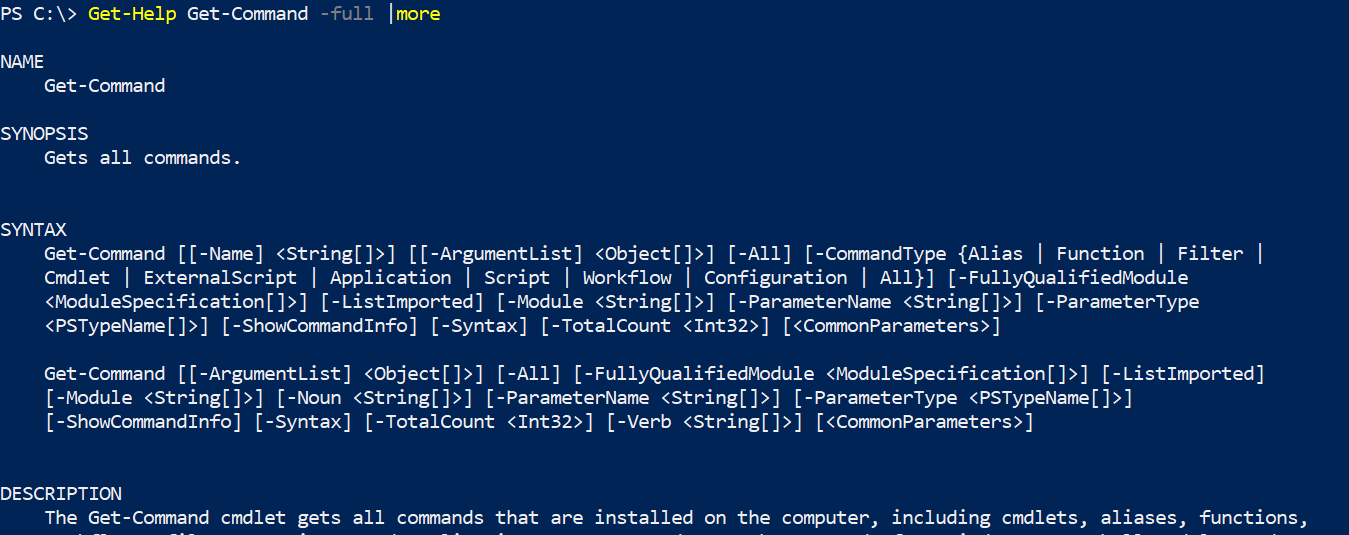 PS C:\> Get-Help Get-Command -full |more
NAME
Get-Command
SYNOPSIS
Gets all commands.
SYNTAX
Get-Command [[-Name] <String[]>] [[-ArgumentList] <Object[]>] [-All] [-CommandType {Alias | Function | Filter |
Cmdlet | ExternalScript | Application | Script | Workflow | Configuration | All}] [-FullyQualifiedModule
<ModuleSpecification[]>] [-ListImported] [-Module <String[]>] [-ParameterName <String[]>] [-ParameterType
<PSTypeName[]>] [-ShowCommandInfo] [-Syntax] [-TotalCount <Int32>] [<CommonParameters>]
Get-Command [[-ArgumentList] <Object[]>] [-All] [-FullyQualifiedModule <ModuleSpecification[]>] [-ListImported]
[-Module <String[]>] [-Noun <String[]>] [-ParameterName <String[]>] [-ParameterType <PSTypeName[]>]
[-ShowCommandInfo] [-Syntax] [-TotalCount <Int32>] [-Verb <String[]>] [<CommonParameters>]
DESCRIPTION
The Get-Command cmdlet gets all commands that are installed on the computer, including cmdlets, aliases, functions,